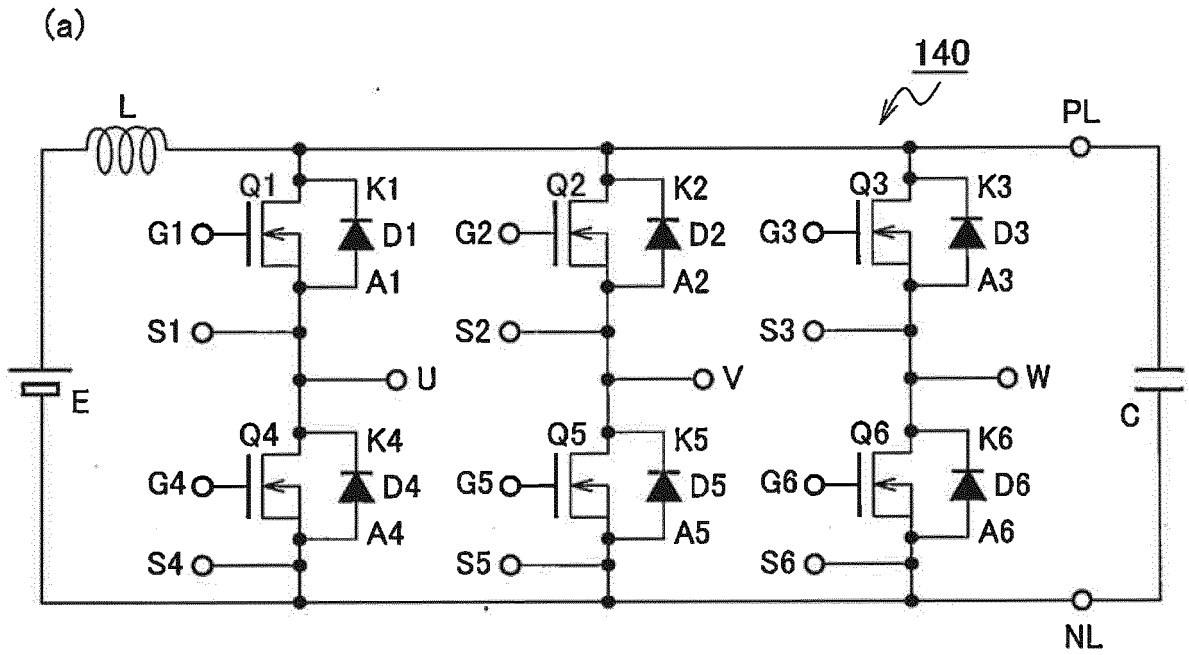 (a)
140
L
PL
Q1 K1 Q2 K2 Q3 K3
G1 D1 G2 D2 G3 D3
A1 A2 A3
S1 S2 S3
E U V W C
Q4 K4 Q5 K5 Q6 K6
G4 D4 G5 D5 G6 D6
A4 A5 A6
S4 S5 S6
NL